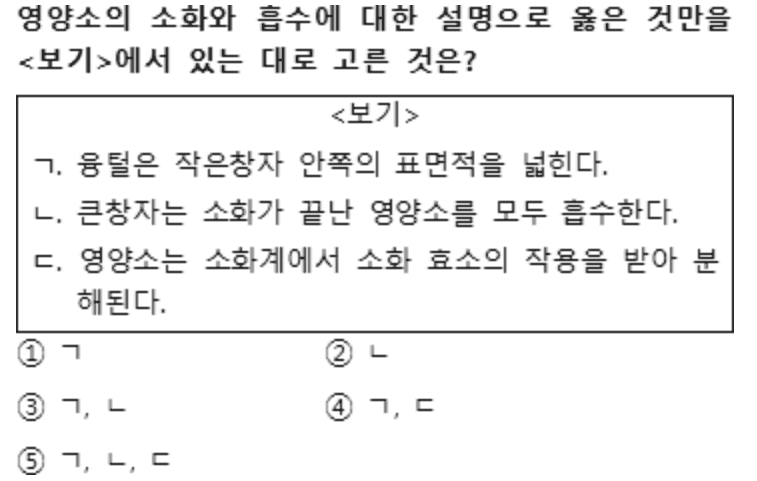 영양소의 소화와 흡수에 대한 설명으로 옳은 것만을
<보기>에서 있는 대로 고른 것은?
<보기>
ㄱ. 융털은 작은창자 안쪽의 표면적을 넓힌다.
ㄴ. 큰창자는 소화가 끝난 영양소를 모두 흡수한다.
ㄷ. 영양소는 소화계에서 소화 효소의 작용을 받아 분
해된다.
① ㄱ ② ㄴ
③ ㄱ, ㄴ ④ ㄱ, ㄷ
⑤ ㄱ, ㄴ, ㄷ